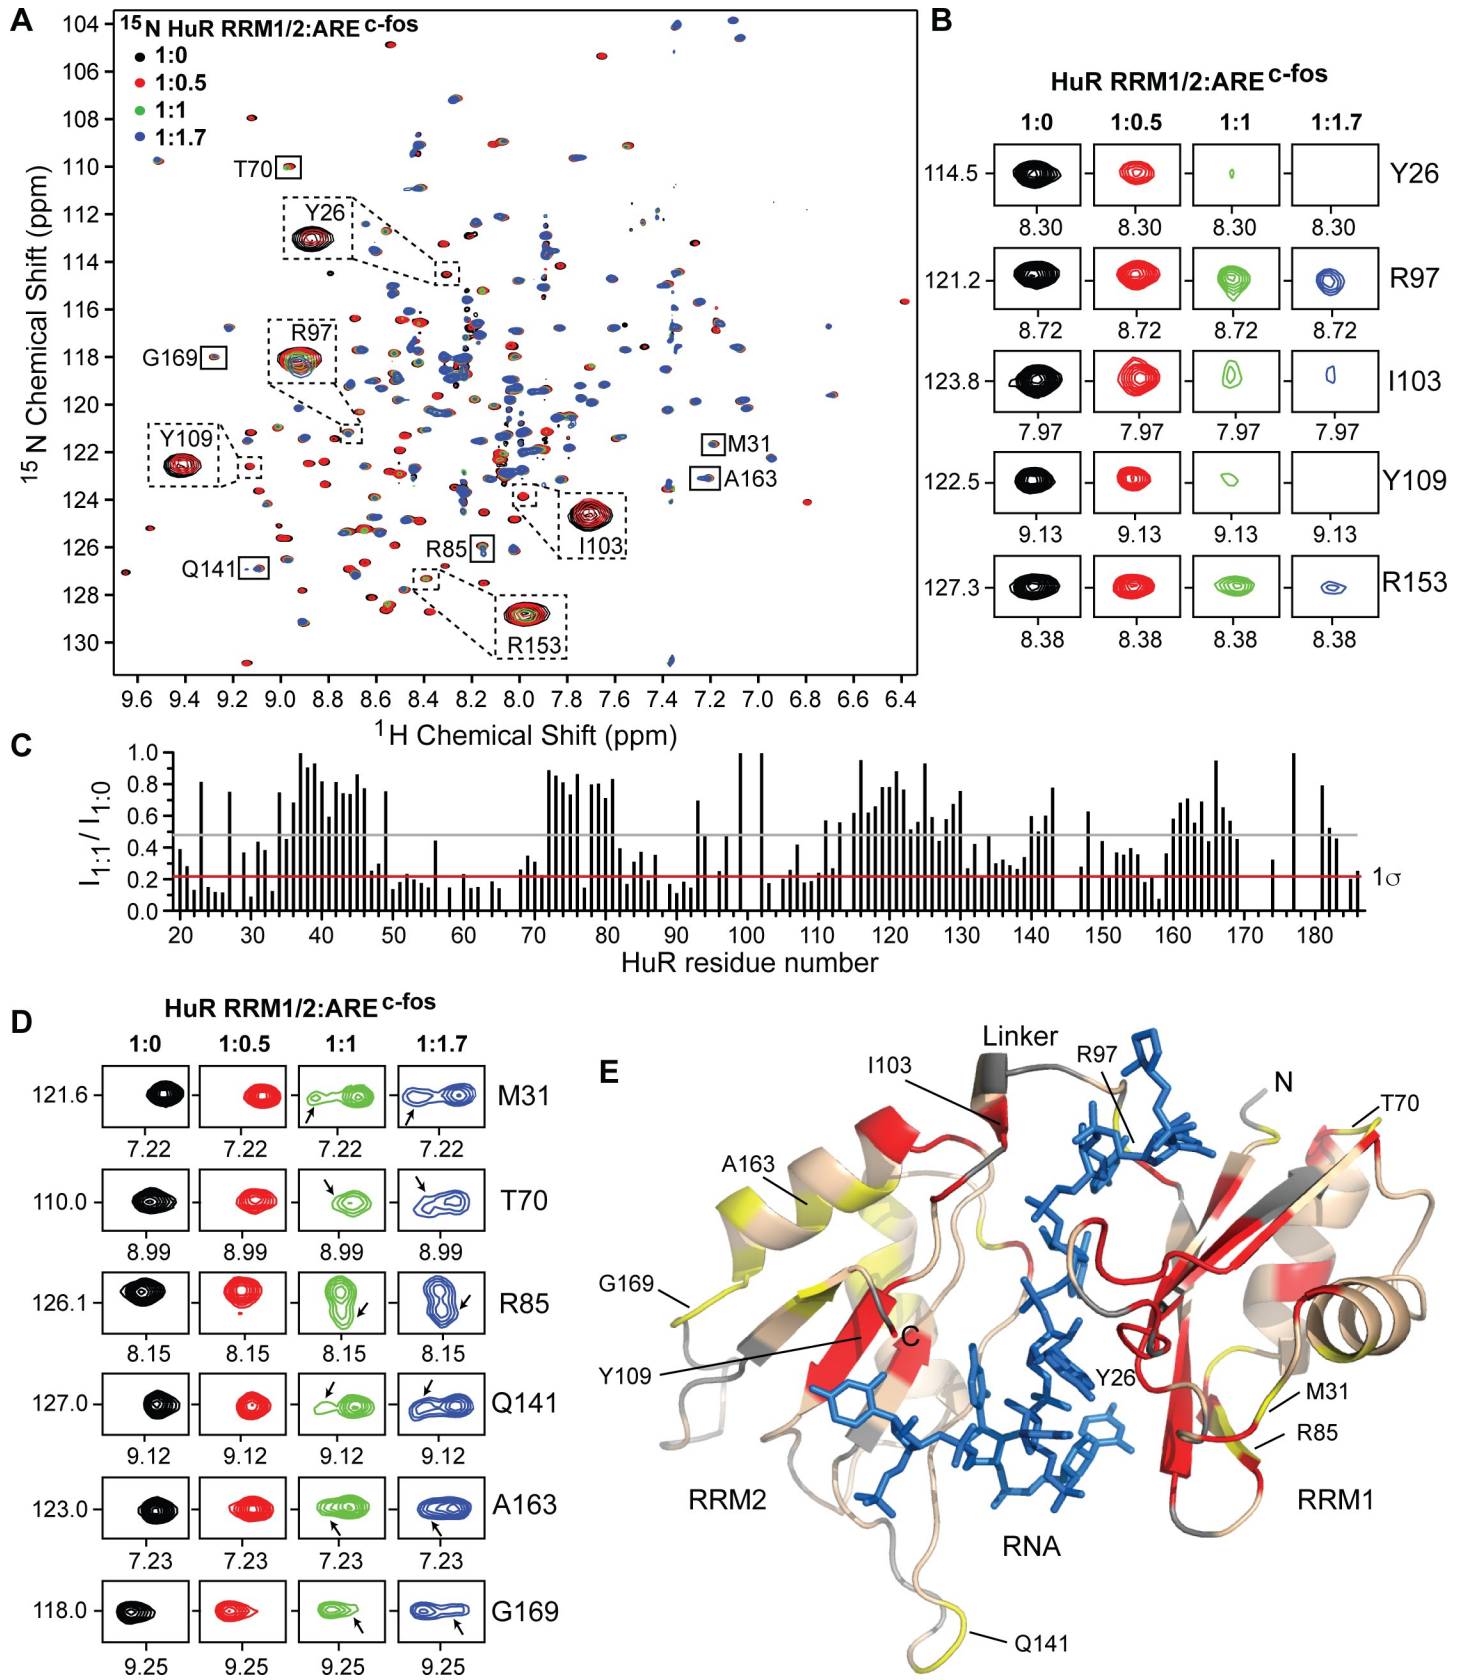 A
15N HuR RRM1/2:ARE c-fos
1:0
1:0.5
1:1
1:1.7
104
106
108
110
112
114
116
118
120
122
124
126
128
130
15N Chemical Shift (ppm)
T70
Y26
R97
G169
Y109
M31
A163
I103
R85
Q141
R153
9.6 9.4 9.2 9.0 8.8 8.6 8.4 8.2 8.0 7.8 7.6 7.4 7.2 7.0 6.8 6.6 6.4
1H Chemical Shift (ppm)
B
HuR RRM1/2:ARE c-fos
1:0 1:0.5 1:1 1:1.7
114.5 Y26
8.30 8.30 8.30 8.30
121.2 R97
8.72 8.72 8.72 8.72
123.8 I103
7.97 7.97 7.97 7.97
122.5 Y109
9.13 9.13 9.13 9.13
127.3 R153
8.38 8.38 8.38 8.38
C
I1:1 / I1:0
1.0
0.8
0.6
0.4
0.2
0.0
1σ
20 30 40 50 60 70 80 90 100 110 120 130 140 150 160 170 180
HuR residue number
D
HuR RRM1/2:ARE c-fos
1:0 1:0.5 1:1 1:1.7
121.6 M31
7.22 7.22 7.22 7.22
110.0 T70
8.99 8.99 8.99 8.99
126.1 R85
8.15 8.15 8.15 8.15
127.0 Q141
9.12 9.12 9.12 9.12
123.0 A163
7.23 7.23 7.23 7.23
118.0 G169
9.25 9.25 9.25 9.25
E
Linker
I103
R97
N
T70
A163
G169
C
Y109
Y26
M31
R85
RRM2
RRM1
RNA
Q141